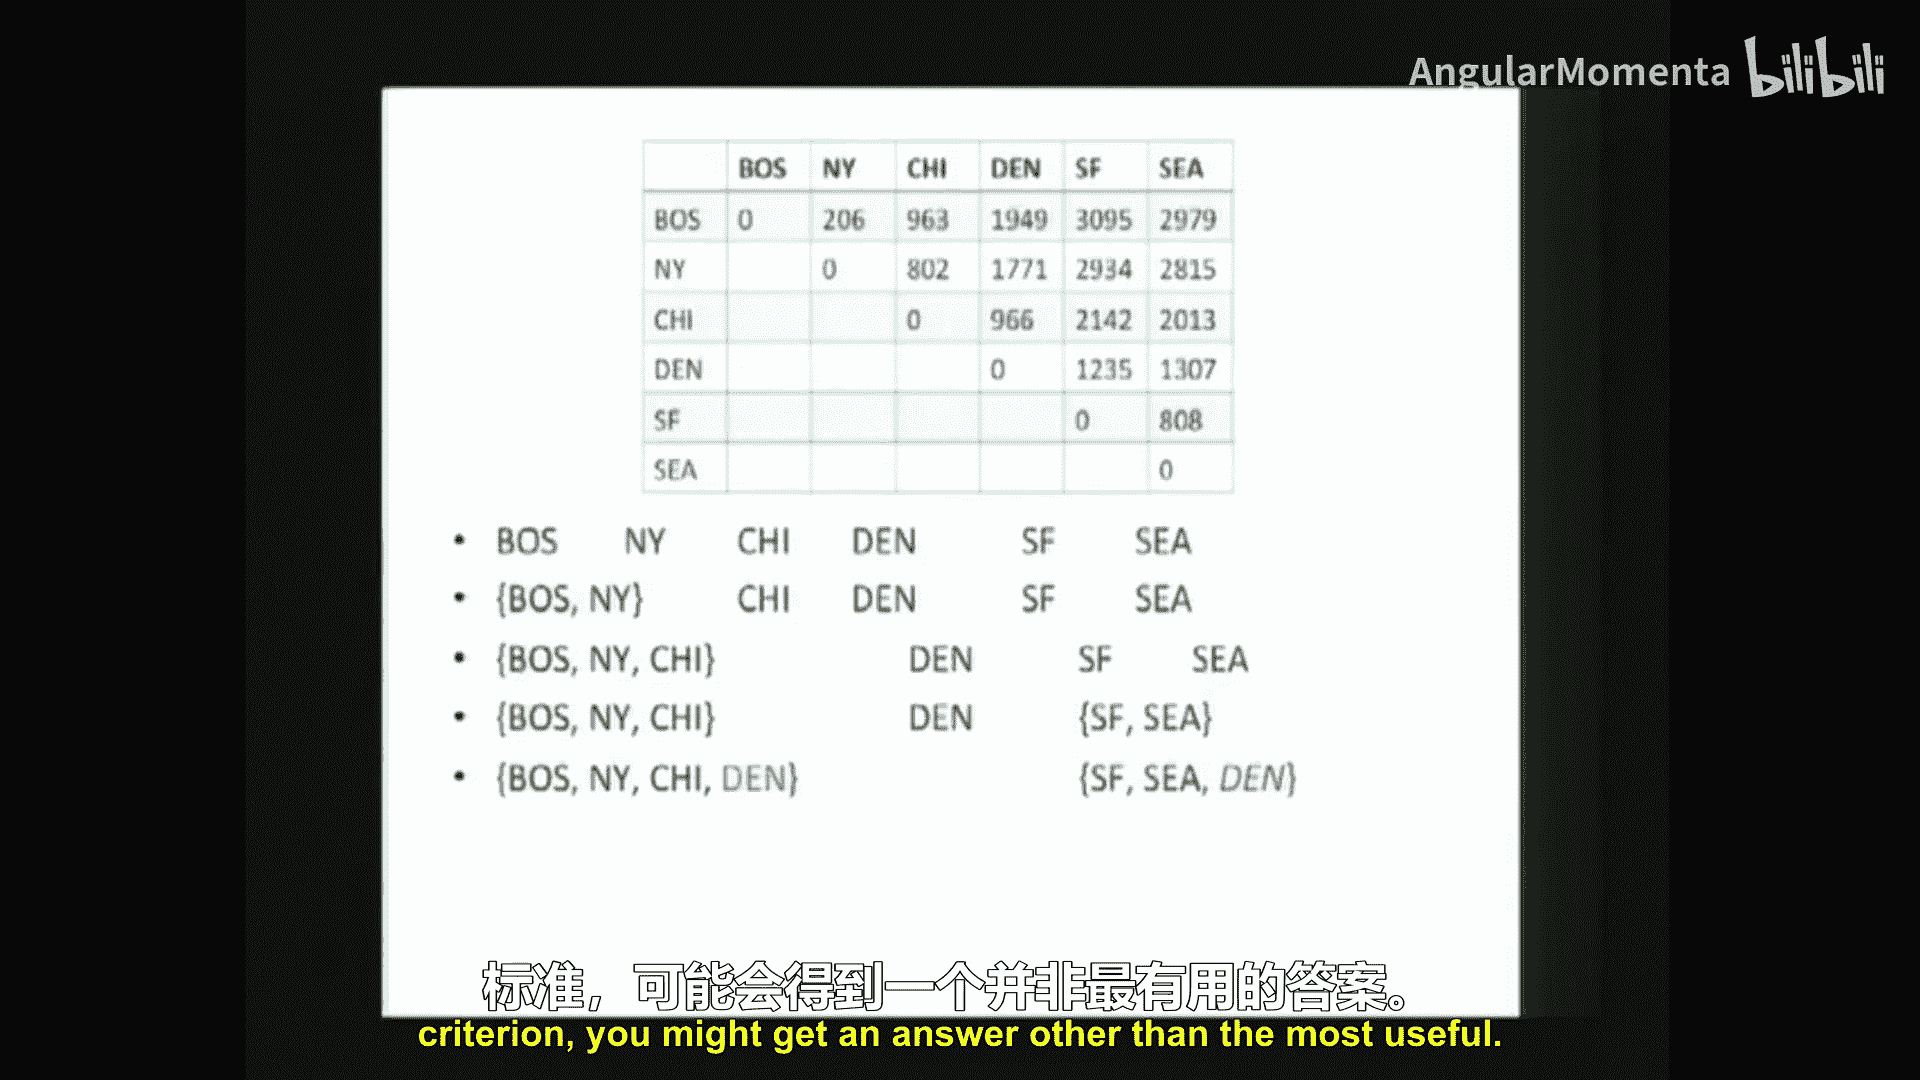 AngularMomenta bilibili
BOS NY CHI DEN SF SEA
BOS 0 206 963 1949 3095 2979
NY 0 802 1771 2934 2815
CHI 0 966 2142 2013
DEN 0 1235 1307
SF 0 808
SEA 0
• BOS NY CHI DEN SF SEA
• {BOS, NY} CHI DEN SF SEA
• {BOS, NY, CHI} DEN SF SEA
• {BOS, NY, CHI} DEN {SF, SEA}
• {BOS, NY, CHI, DEN} {SF, SEA, DEN}
标准，可能会得到一个并非最有用的答案。
criterion, you might get an answer other than the most useful.